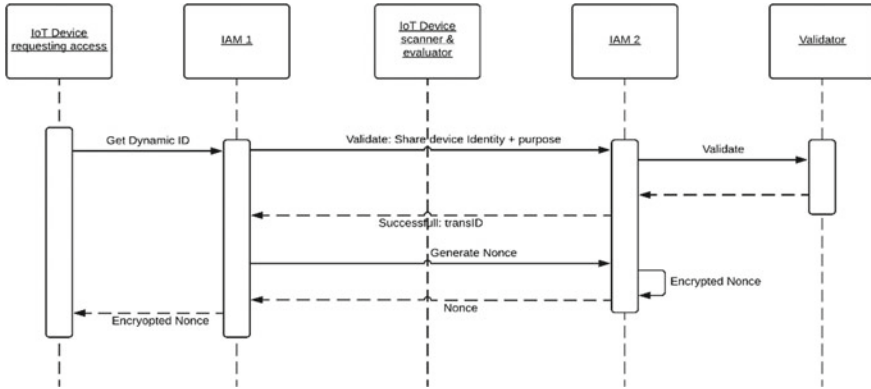 IoT Device
requesting access
IAM 1
IoT Device
scanner &
evaluator
IAM 2
Validator
Get Dynamic ID
Validate: Share device Identity + purpose
Validate
Successfull: transID
Generate Nonce
Encrypted Nonce
Nonce
Encryopted Nonce